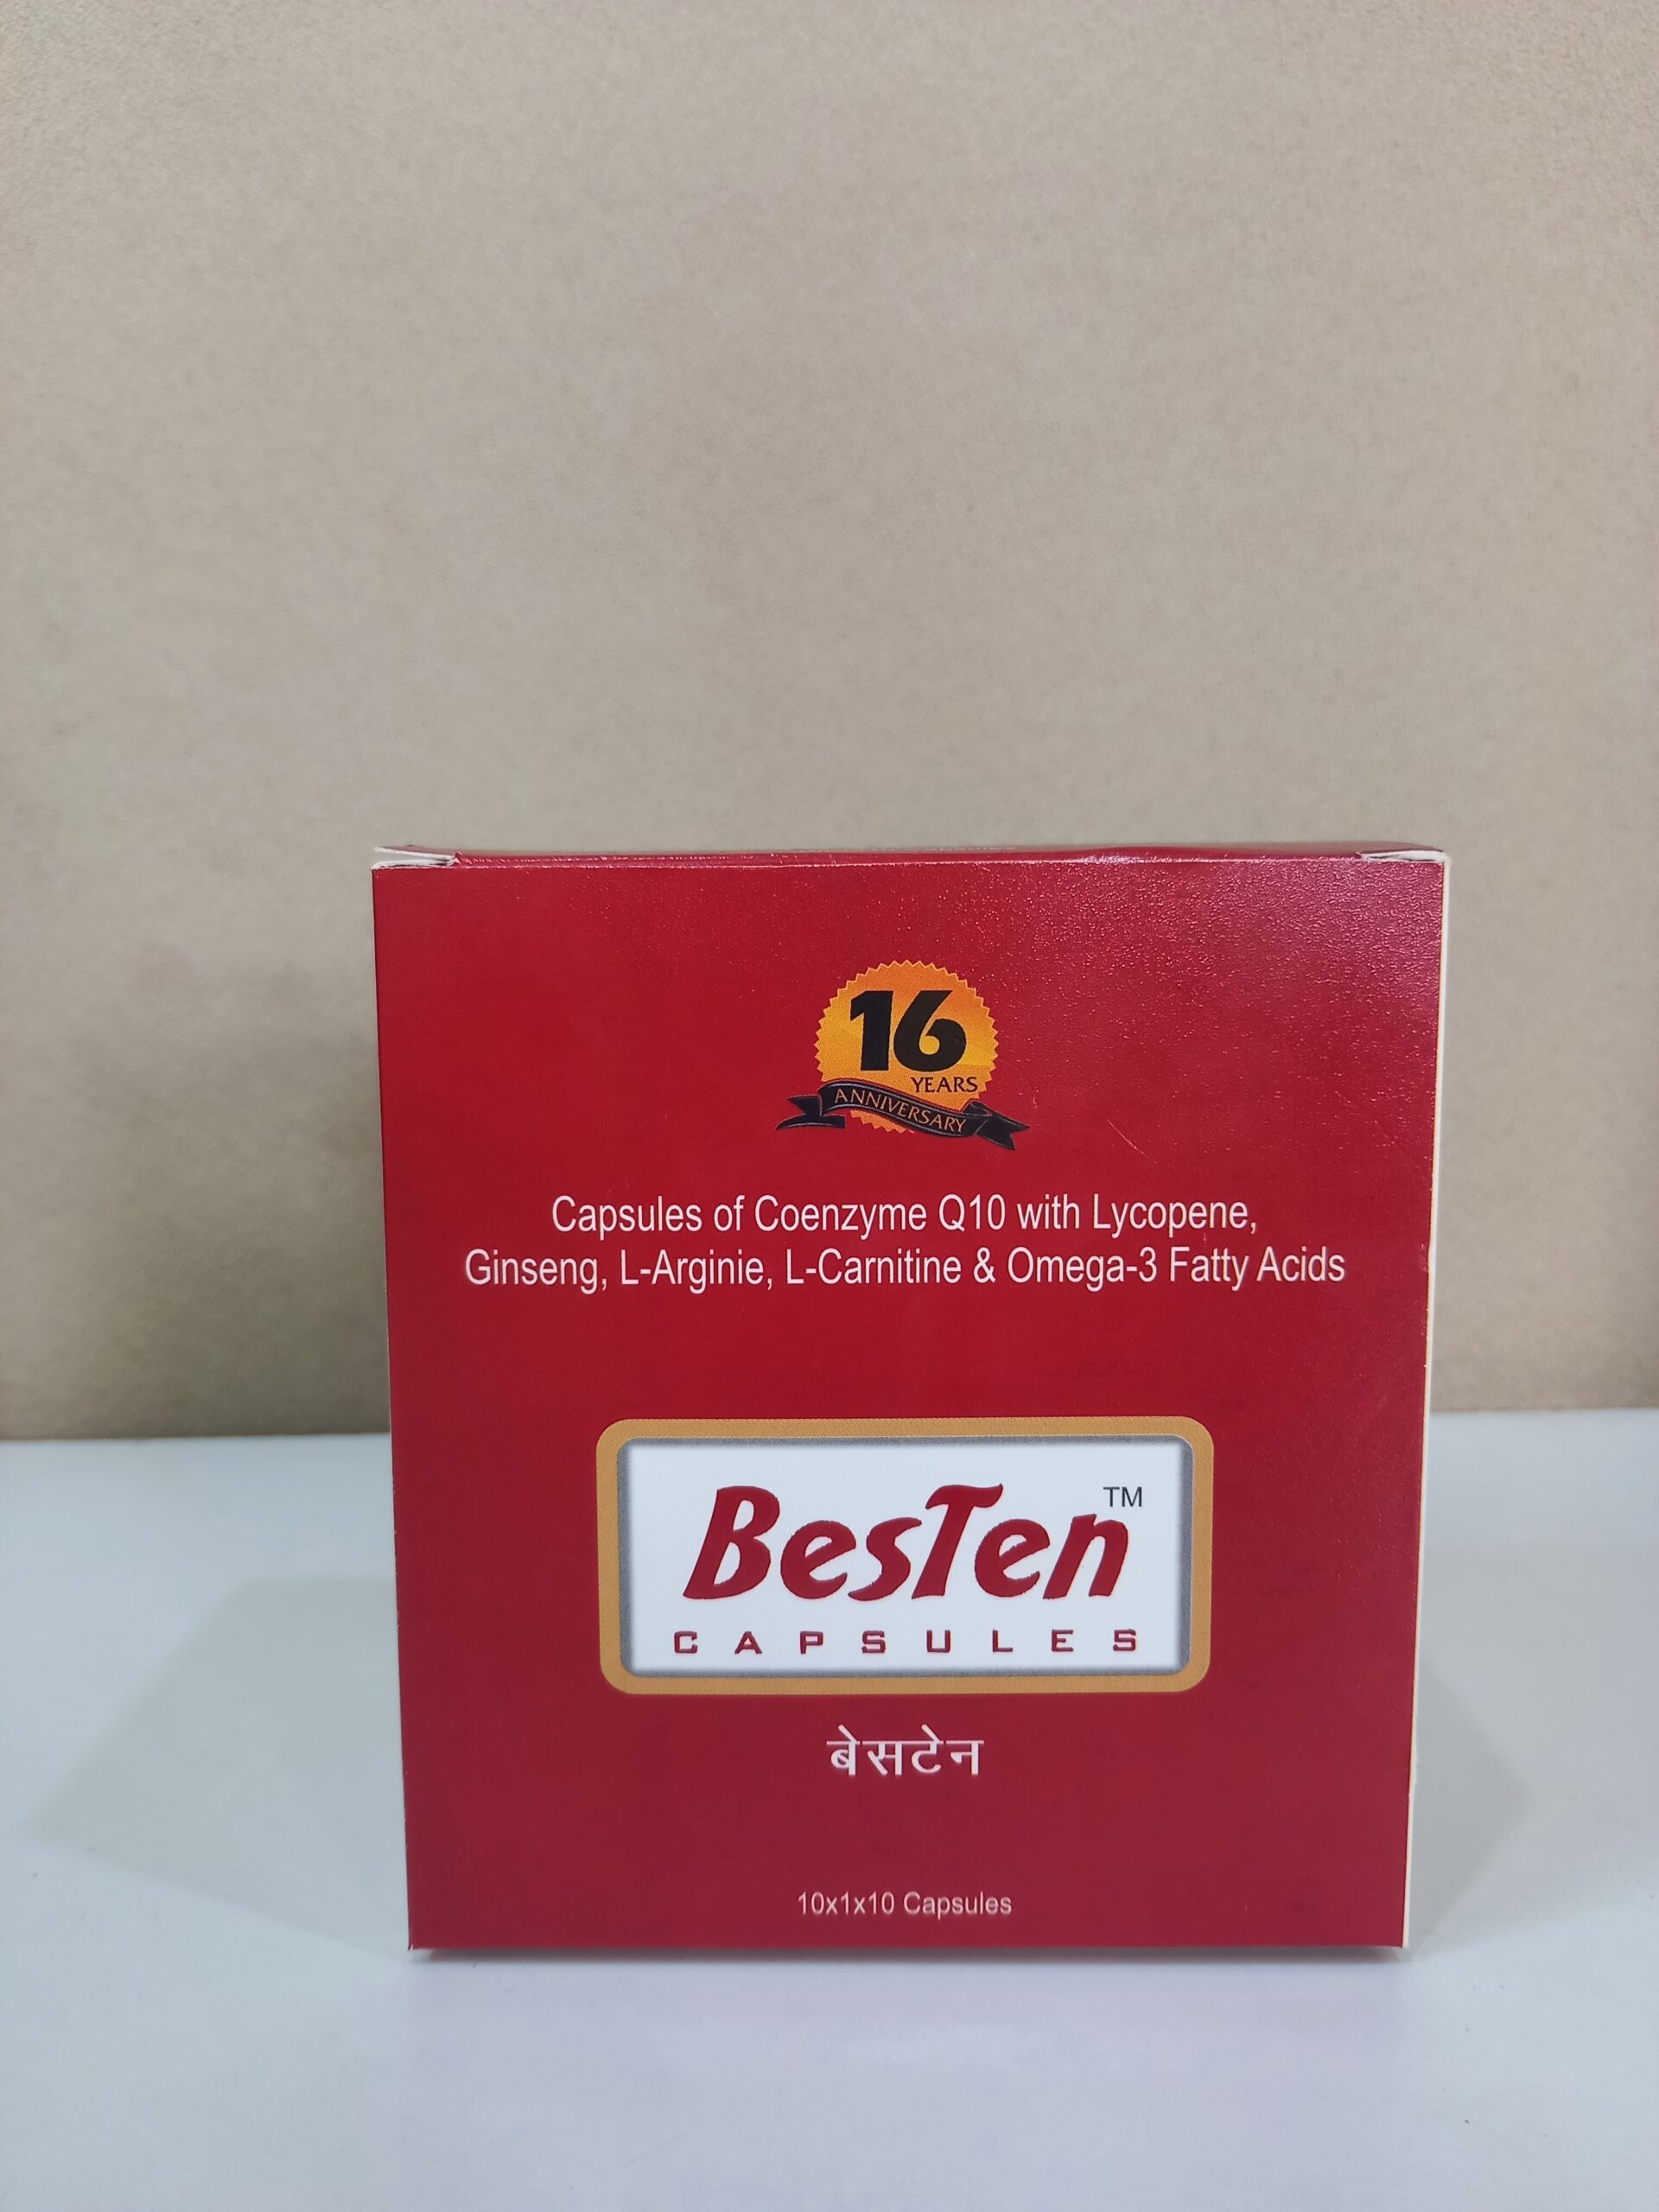 16
YEARS
ANNIVERSARY
Capsules of Coenzyme Q10 with Lycopene,
Ginseng, L-Arginie, L-Carnitine & Omega-3 Fatty Acids
BesTen™
CAPSULES
बेसटेन
10x1x10 Capsules